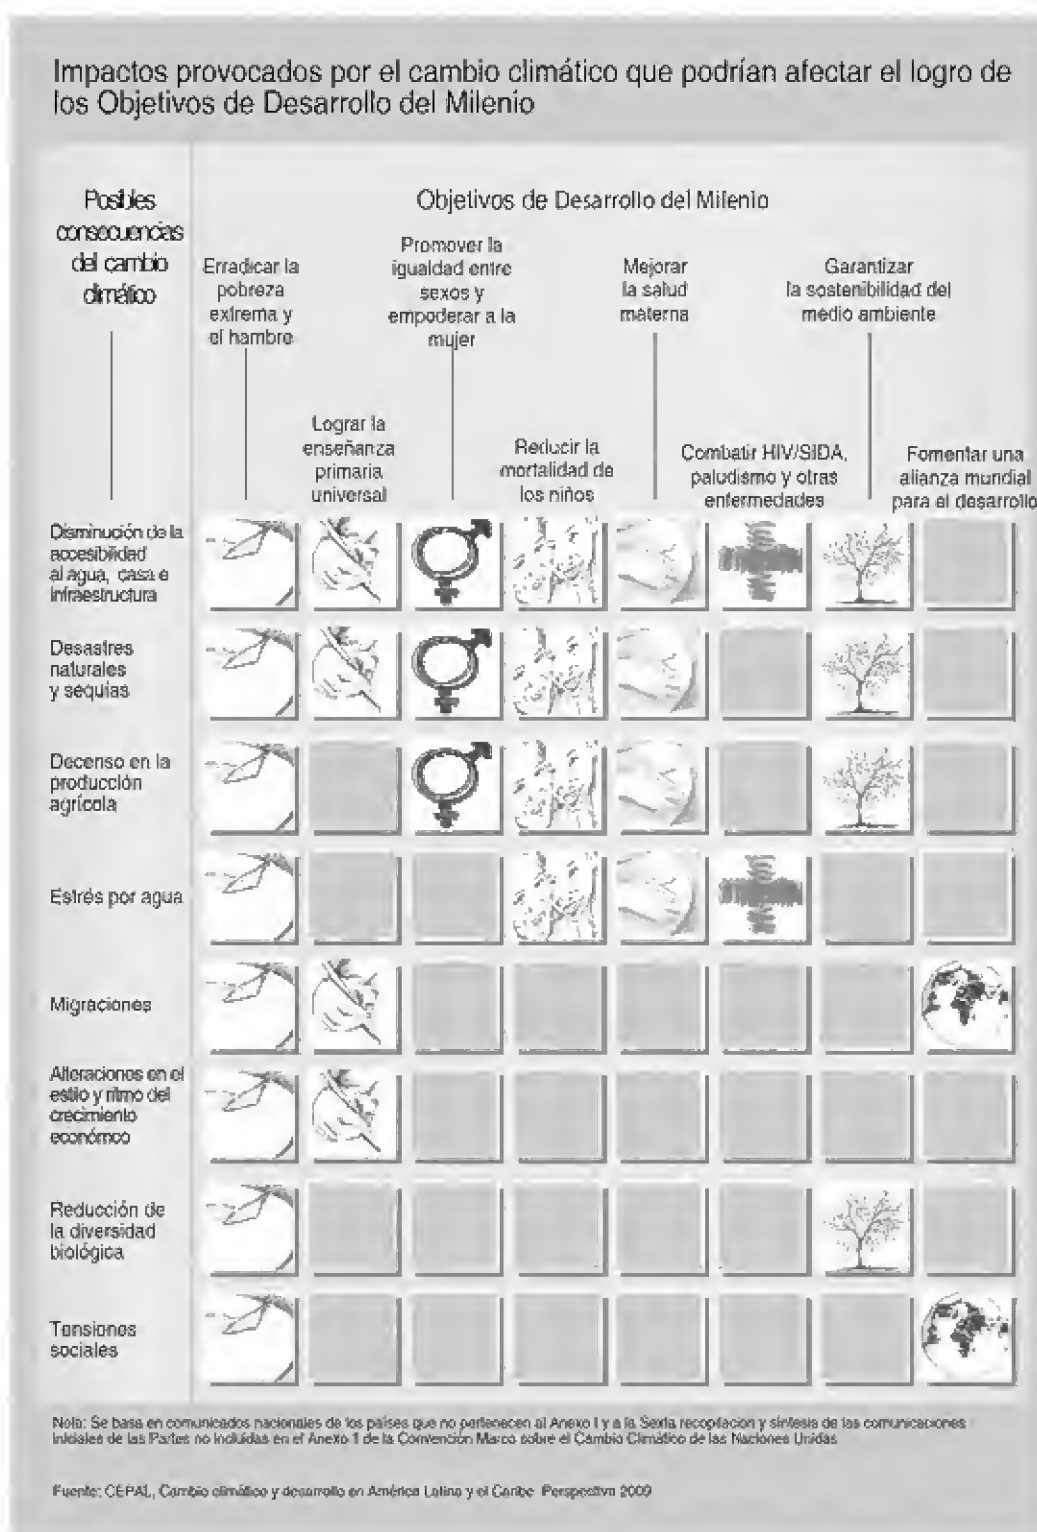 Impactos provocados por el cambio climático que podrían afectar el logro de
los Objetivos de Desarrollo del Milenio
Posibles
consecuencias
del cambio
climático
Objetivos de Desarrollo del Milenio
Erradicar la
pobreza
extrema y
el hambre
Promover la
igualdad entre
sexos y
empoderar a la
mujer
Mejorar
la salud
materna
Garantizar
la sostenibilidad del
medio ambiente
Lograr la
enseñanza
primaria
universal
Reducir la
mortalidad de
los niños
Combatir HIV/SIDA,
paludismo y otras
enfermedades
Fomentar una
alianza mundial
para el desarrollo
Disminución de la
accesibilidad
al agua, casa e
infraestructura
Desastres
naturales
y sequias
Decenso en la
producción
agrícola
Estrés por agua
Migraciones
Alteraciones en el
estilo y ritmo del
crecimiento
económco
Reducción de
la diversidad
biológica
Tensiones
sociales
Nota: Se basa en comunicados nacionales de los países que no pertenecen al Anexo I y a la Sexta recopilación y síntesis de las comunicaciones
iniciales de las Partes no incluidas en el Anexo 1 de la Convención Marco sobre el Cambio Climático de las Naciones Unidas
Fuente: CEPAL, Cambio climático y desarrollo en América Latina y el Caribe Perspectiva 2009